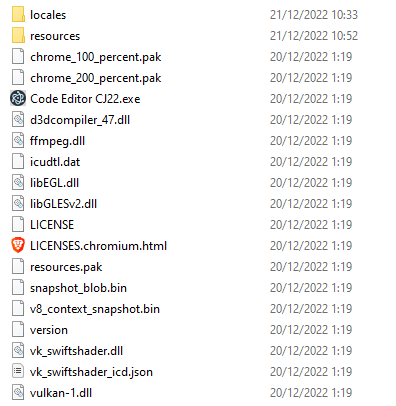 locales 21/12/2022 10:33
resources 21/12/2022 10:52
chrome_100_percent.pak 20/12/2022 1:19
chrome_200_percent.pak 20/12/2022 1:19
Code Editor CJ22.exe 20/12/2022 1:19
d3dcompiler_47.dll 20/12/2022 1:19
ffmpeg.dll 20/12/2022 1:19
icudtl.dat 20/12/2022 1:19
libEGL.dll 20/12/2022 1:19
libGLESv2.dll 20/12/2022 1:19
LICENSE 20/12/2022 1:19
LICENSES.chromium.html 20/12/2022 1:19
resources.pak 20/12/2022 1:19
snapshot_blob.bin 20/12/2022 1:19
v8_context_snapshot.bin 20/12/2022 1:19
version 20/12/2022 1:19
vk_swiftshader.dll 20/12/2022 1:19
vk_swiftshader_icd.json 20/12/2022 1:19
vulkan-1.dll 20/12/2022 1:19